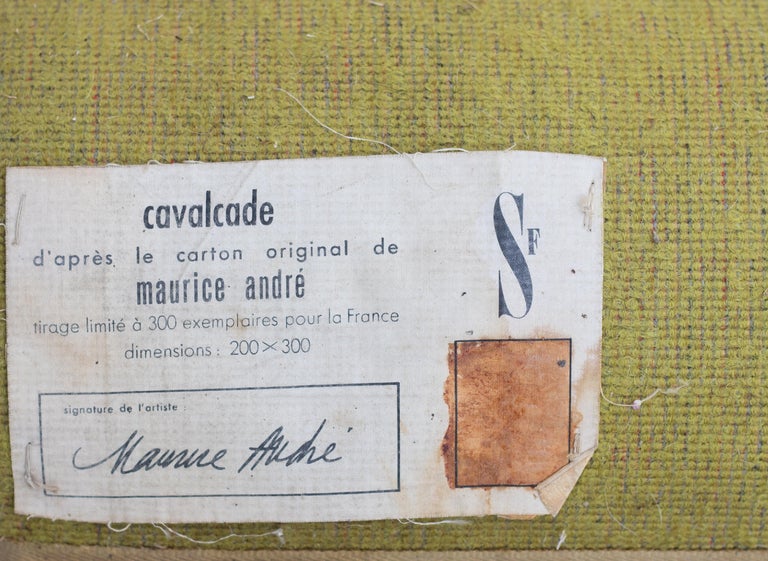 cavalcade
d'après le carton original de
maurice andré
tirage limité à 300 exemplaires pour la France
dimensions : 200×300
signature de l'artiste :
Maurice André
SF